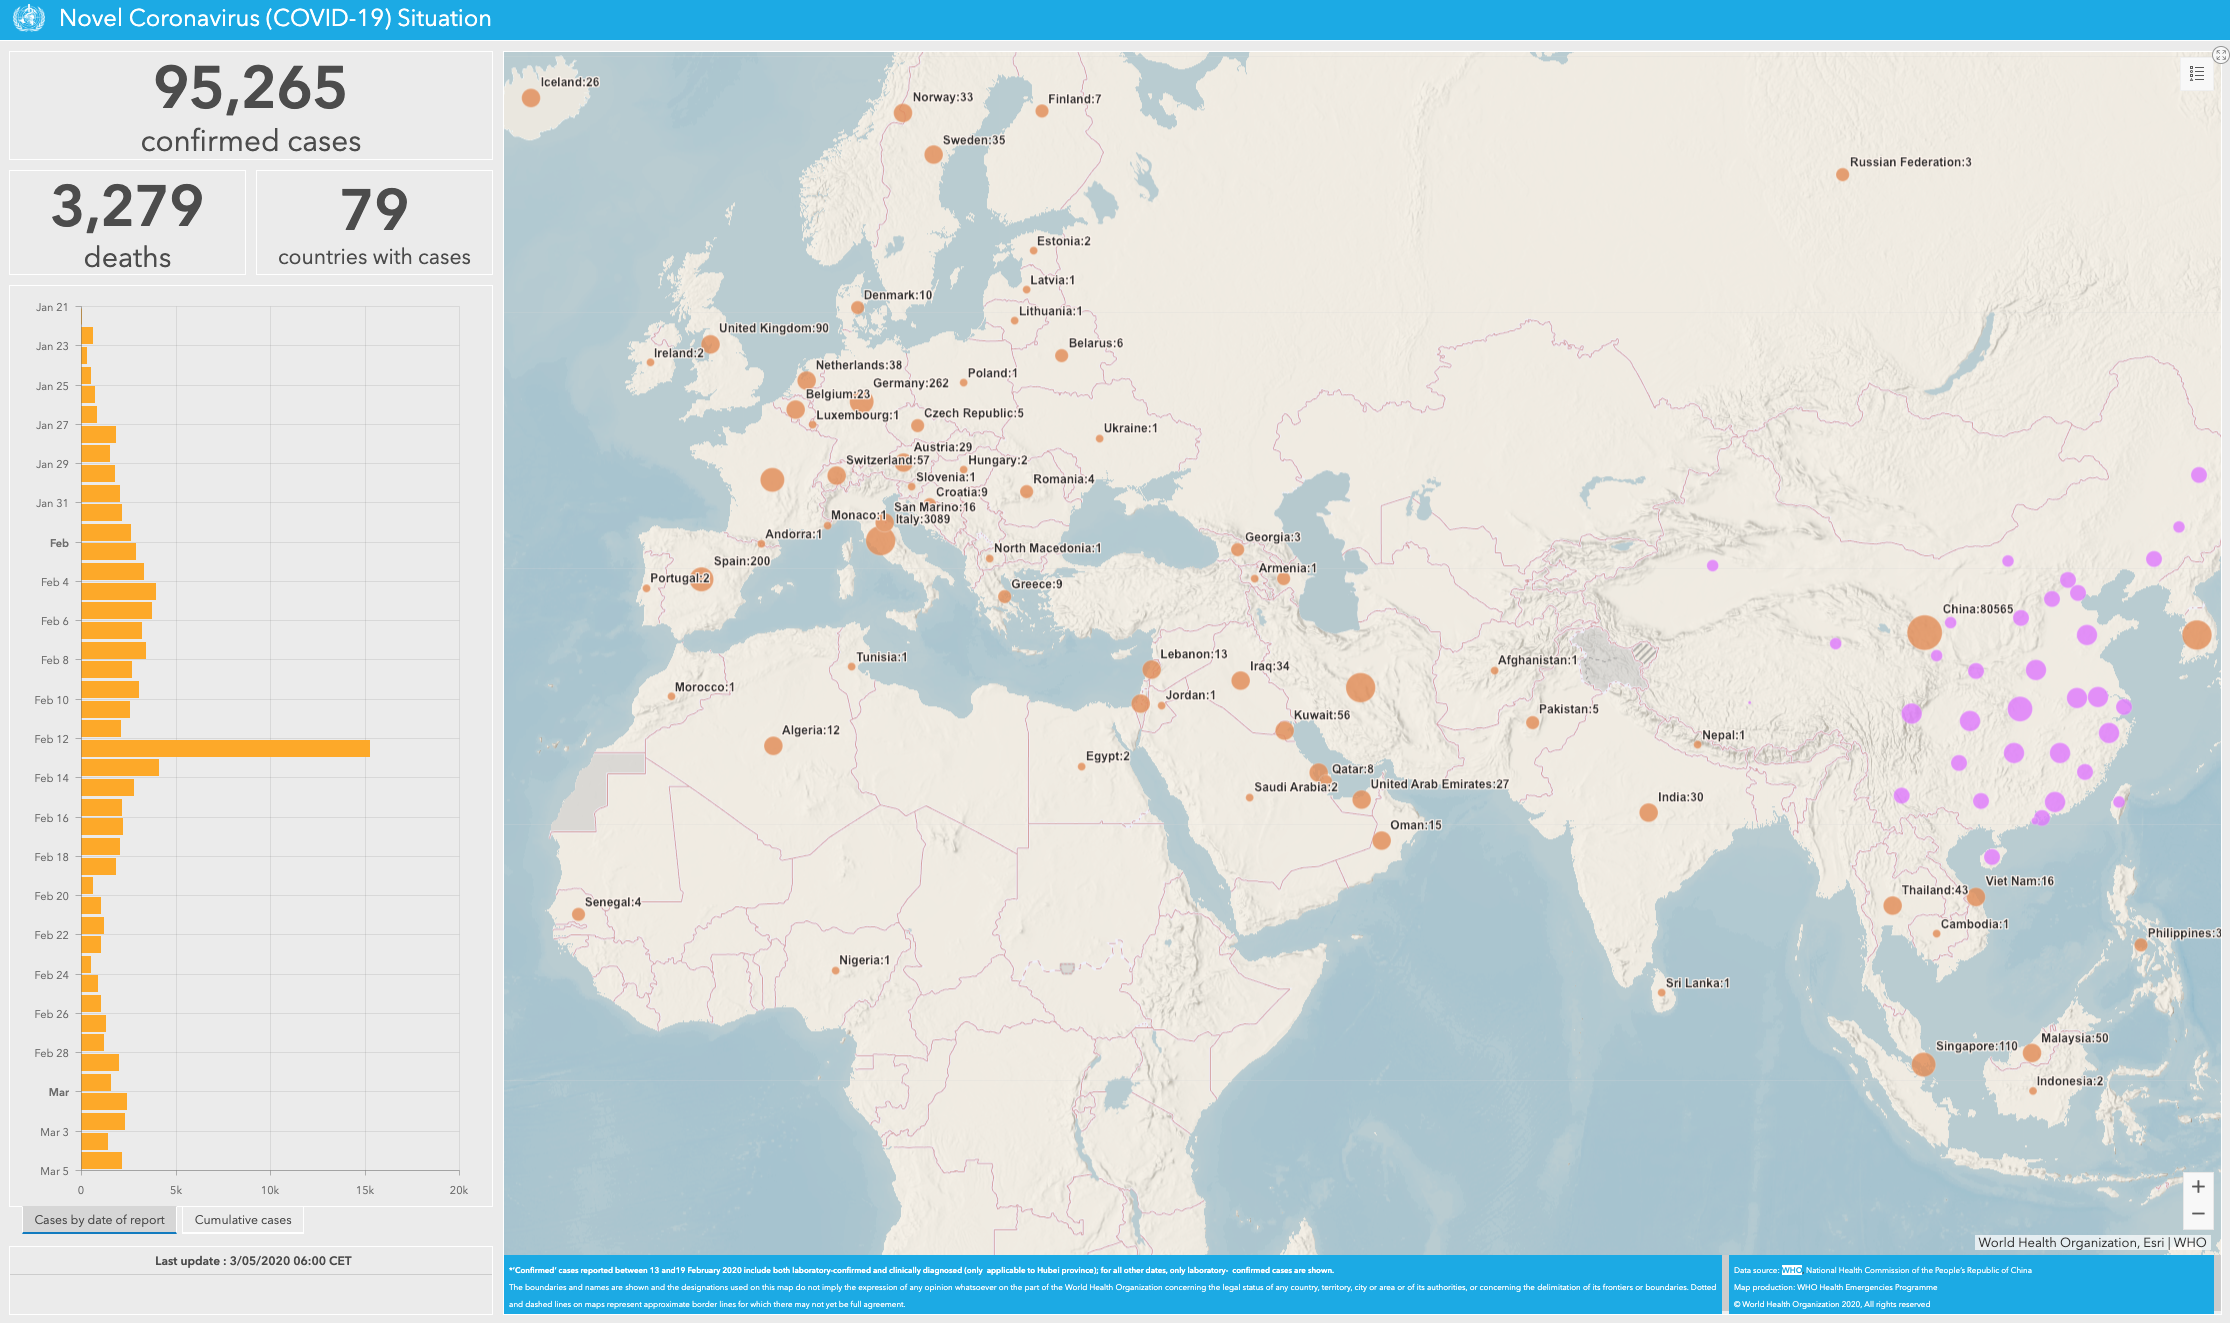 Novel Coronavirus (COVID-19) Situation
95,265
confirmed cases
3,279
deaths
79
countries with cases
Jan 21
Jan 23
Jan 25
Jan 27
Jan 29
Jan 31
Feb
Feb 4
Feb 6
Feb 8
Feb 10
Feb 12
Feb 14
Feb 16
Feb 18
Feb 20
Feb 22
Feb 24
Feb 26
Feb 28
Mar
Mar 3
Mar 5
0 5k 10k 15k 20k
Cases by date of report Cumulative cases
Last update : 3/05/2020 06:00 CET
Iceland:26
Norway:33
Finland:7
Sweden:35
Russian Federation:3
Estonia:2
Latvia:1
Denmark:10
Lithuania:1
United Kingdom:90
Belarus:6
Ireland:2
Netherlands:38
Poland:1
Germany:262
Belgium:23
Czech Republic:5
Luxembourg:1
Ukraine:1
Austria:29
Switzerland:57
Hungary:2
Slovenia:1
Romania:4
Croatia:9
San Marino:16
Monaco:1
Italy:3089
Andorra:1
Georgia:3
North Macedonia:1
Spain:200
Armenia:1
Portugal:2
Greece:9
China:80565
Tunisia:1
Lebanon:13
Iraq:34
Afghanistan:1
Morocco:1
Jordan:1
Pakistan:5
Kuwait:56
Algeria:12
Nepal:1
Egypt:2
Qatar:8
Saudi Arabia:2
United Arab Emirates:27
India:30
Oman:15
Viet Nam:16
Thailand:43
Senegal:4
Cambodia:1
Philippines:3
Nigeria:1
Sri Lanka:1
Malaysia:50
Singapore:110
Indonesia:2
+
−
World Health Organization, Esri | WHO
*'Confirmed' cases reported between 13 and19 February 2020 include both laboratory-confirmed and clinically diagnosed (only applicable to Hubei province); for all other dates, only laboratory- confirmed cases are shown.
The boundaries and names are shown and the designations used on this map do not imply the expression of any opinion whatsoever on the part of the World Health Organization concerning the legal status of any country, territory, city or area or of its authorities, or concerning the delimitation of its frontiers or boundaries. Dotted
and dashed lines on maps represent approximate border lines for which there may not yet be full agreement.
Data source: WHO, National Health Commission of the People's Republic of China
Map production: WHO Health Emergencies Programme
© World Health Organization 2020, All rights reserved